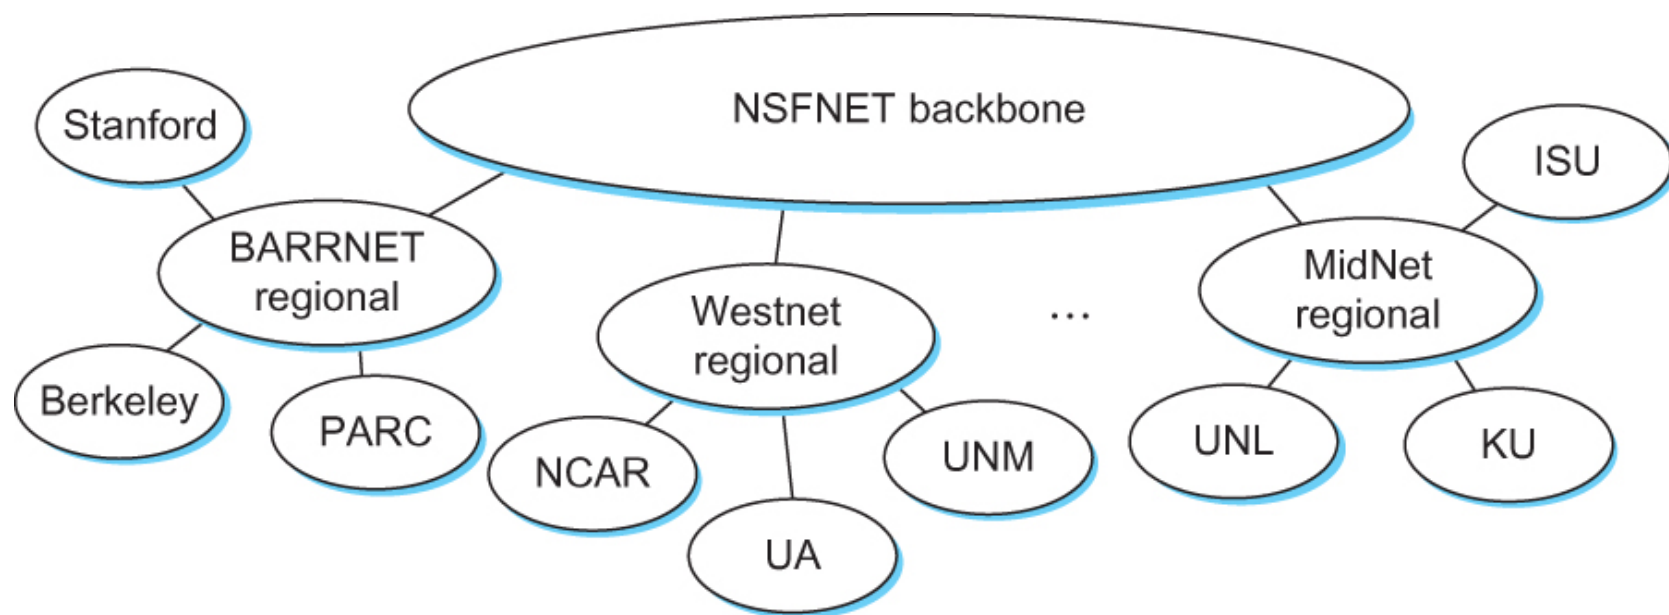 NSFNET backbone
Stanford
ISU
BARRNET
regional
MidNet
regional
Westnet
regional
...
Berkeley
PARC
NCAR
UNM
UNL
KU
UA